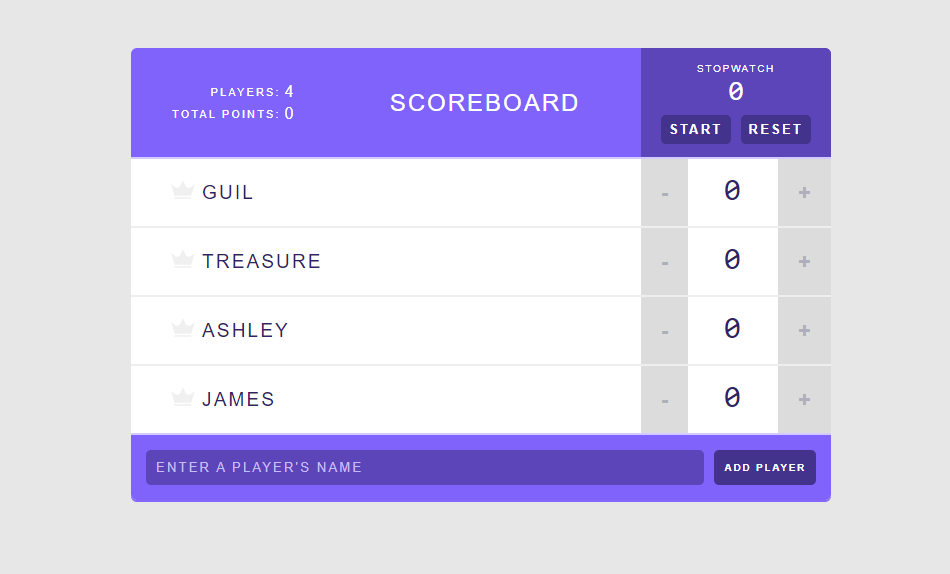 PLAYERS: 4
TOTAL POINTS: 0
SCOREBOARD
STOPWATCH
0
START RESET
GUIL - 0 +
TREASURE - 0 +
ASHLEY - 0 +
JAMES - 0 +
ENTER A PLAYER'S NAME ADD PLAYER